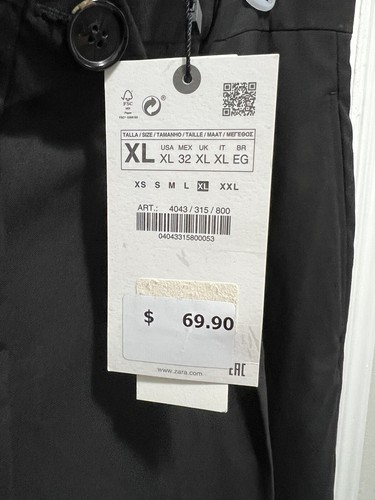 FSC
TALLA / SIZE / TAMANHO / TAILLE / MAAT / ΜΕΓΕΘΟΣ
XL
USA MEX UK IT BR
XL 32 XL XL EG
XS S M L XL XXL
ART.: 4043 / 315 / 800
04043315800053
$ 69.90
www.zara.com
EAC